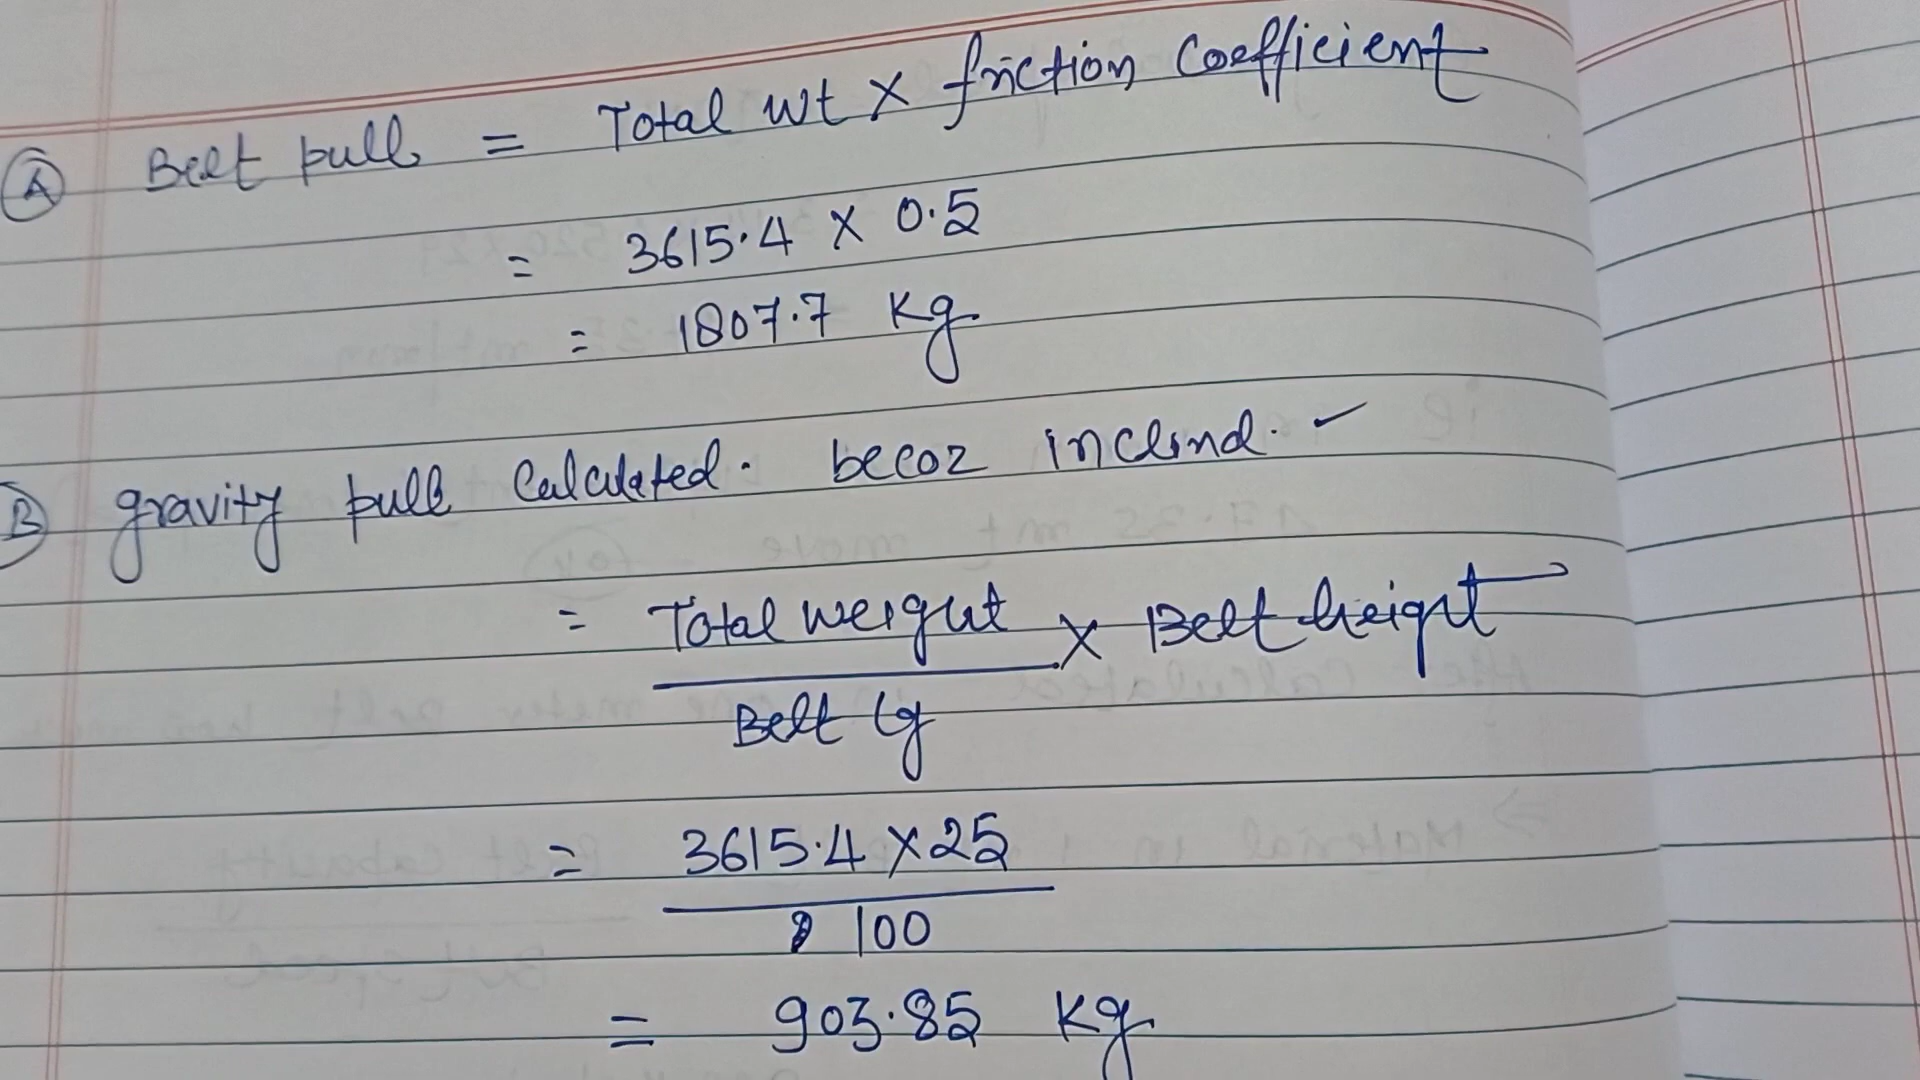 A Belt pull = Total wt X friction Coefficient
= 3615.4 X 0.5
= 1807.7 Kg
B gravity pull Calculated. becoz inclind.
= Total weight X Belt height
Belt lg
= 3615.4 X 25
100
= 903.85 Kg